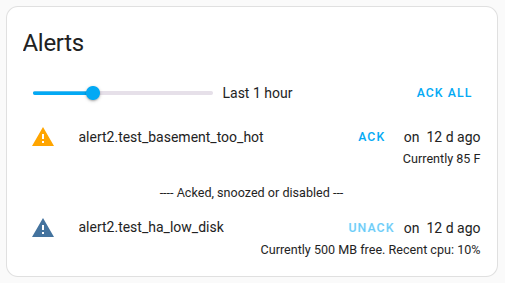 Alerts
Last 1 hour ACK ALL
alert2.test_basement_too_hot ACK on 12 d ago
Currently 85 F
---- Acked, snoozed or disabled ---
alert2.test_ha_low_disk UNACK on 12 d ago
Currently 500 MB free. Recent cpu: 10%